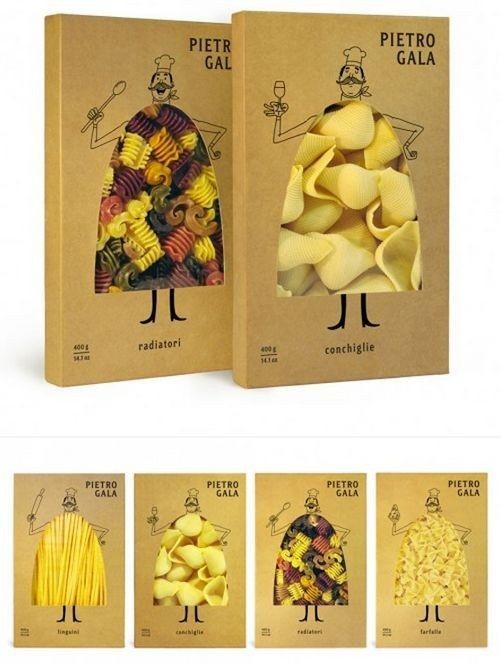 PIETRO
GALA
400 g
14.1 oz
radiatori
PIETRO
GALA
400 g
14.1 oz
conchiglie
PIETRO
GALA
linguini
PIETRO
GALA
conchiglie
PIETRO
GALA
radiatori
PIETRO
GALA
farfalle